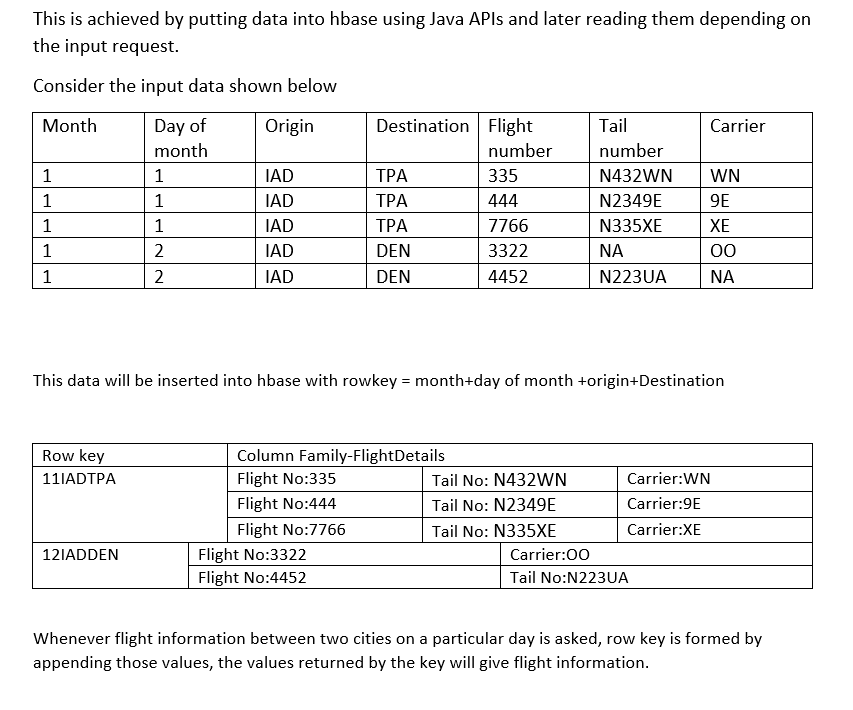 This is achieved by putting data into hbase using Java APIs and later reading them depending on
the input request.
Consider the input data shown below
Month Day of month Origin Destination Flight number Tail number Carrier
1 1 IAD TPA 335 N432WN WN
1 1 IAD TPA 444 N2349E 9E
1 1 IAD TPA 7766 N335XE XE
1 2 IAD DEN 3322 NA OO
1 2 IAD DEN 4452 N223UA NA
This data will be inserted into hbase with rowkey = month+day of month +origin+Destination
Row key Column Family-FlightDetails
11IADTPA Flight No:335 Tail No: N432WN Carrier:WN
Flight No:444 Tail No: N2349E Carrier:9E
Flight No:7766 Tail No: N335XE Carrier:XE
12IADDEN Flight No:3322 Carrier:OO
Flight No:4452 Tail No:N223UA
Whenever flight information between two cities on a particular day is asked, row key is formed by
appending those values, the values returned by the key will give flight information.